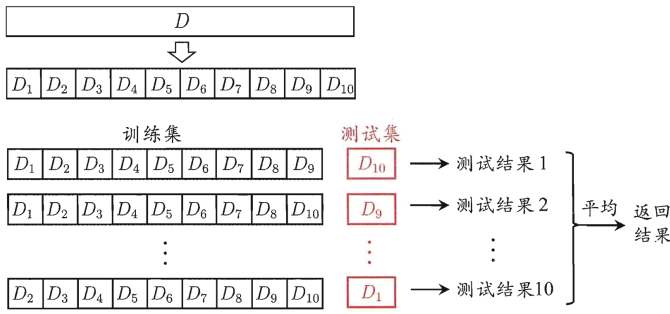 D
D₁ D₂ D₃ D₄ D₅ D₆ D₇ D₈ D₉ D₁₀
训练集 测试集
D₁ D₂ D₃ D₄ D₅ D₆ D₇ D₈ D₉ D₁₀ 测试结果 1
D₁ D₂ D₃ D₄ D₅ D₆ D₇ D₈ D₁₀ D₉ 测试结果 2
平均 返回
结果
⋮ ⋮ ⋮
D₂ D₃ D₄ D₅ D₆ D₇ D₈ D₉ D₁₀ D₁ 测试结果10